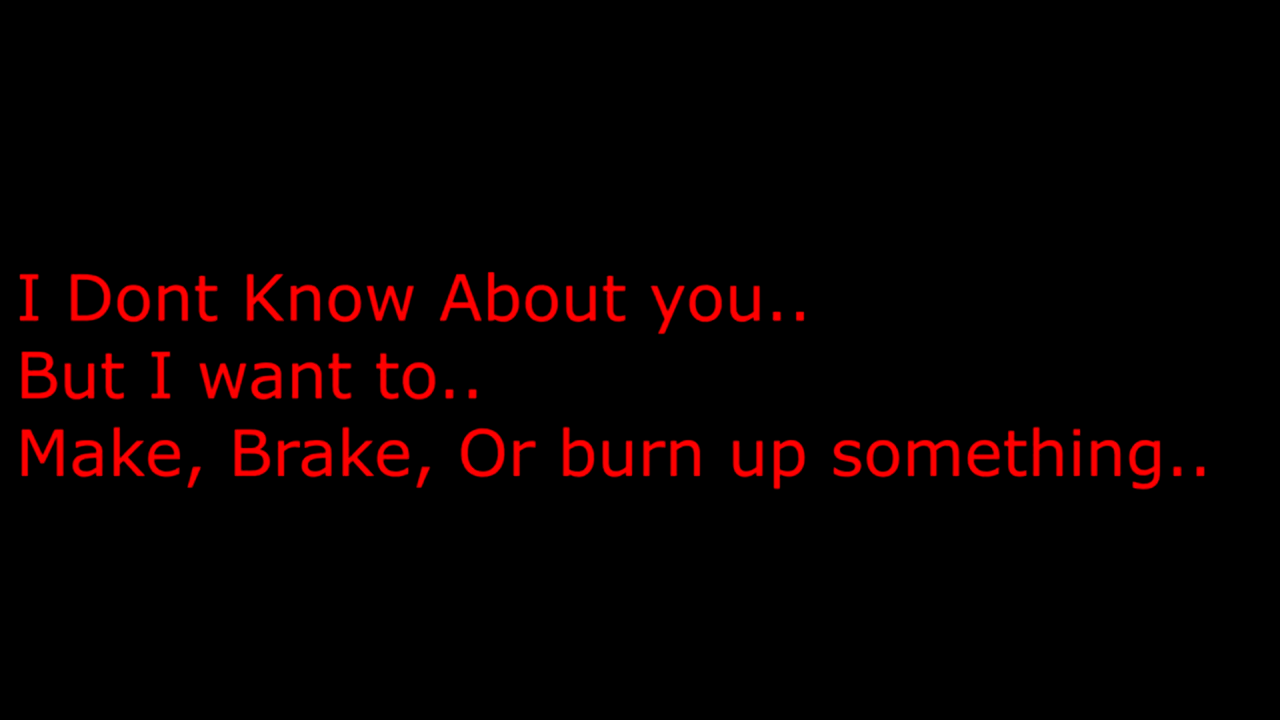 I Dont Know About you..
But I want to..
Make, Brake, Or burn up something..